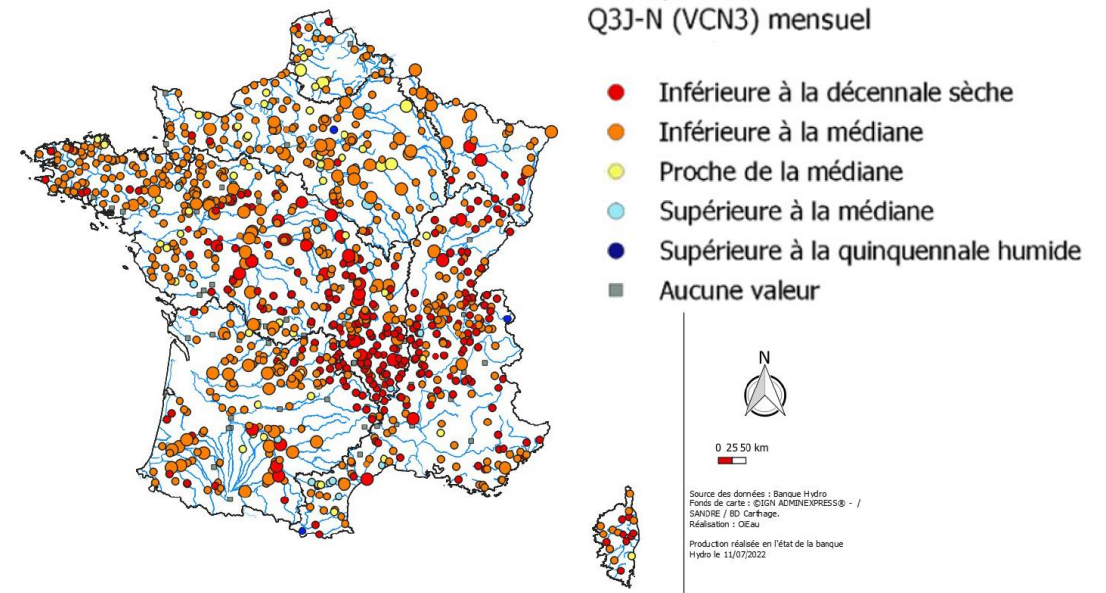 Q3J-N (VCN3) mensuel
Inférieure à la décennale sèche
Inférieure à la médiane
Proche de la médiane
Supérieure à la médiane
Supérieure à la quinquennale humide
Aucune valeur
N
0 25 50 km
Source des données : Banque Hydro
Fonds de carte : ©IGN ADMINEXPRESS® - /
SANDRE / BD Carthage.
Réalisation : OiEau
Production réalisée en l'état de la banque
Hydro le 11/07/2022